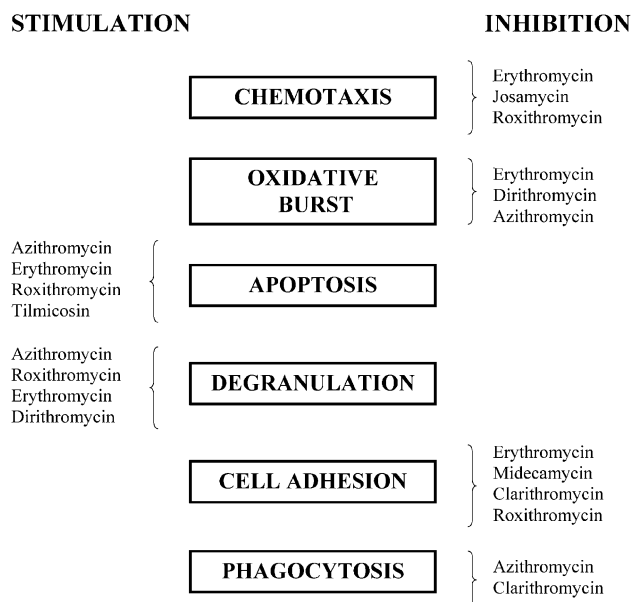 STIMULATION
INHIBITION
CHEMOTAXIS
Erythromycin
Josamycin
Roxithromycin
OXIDATIVE
BURST
Erythromycin
Dirithromycin
Azithromycin
Azithromycin
Erythromycin
Roxithromycin
Tilmicosin
APOPTOSIS
Azithromycin
Roxithromycin
Erythromycin
Dirithromycin
DEGRANULATION
CELL ADHESION
Erythromycin
Midecamycin
Clarithromycin
Roxithromycin
PHAGOCYTOSIS
Azithromycin
Clarithromycin